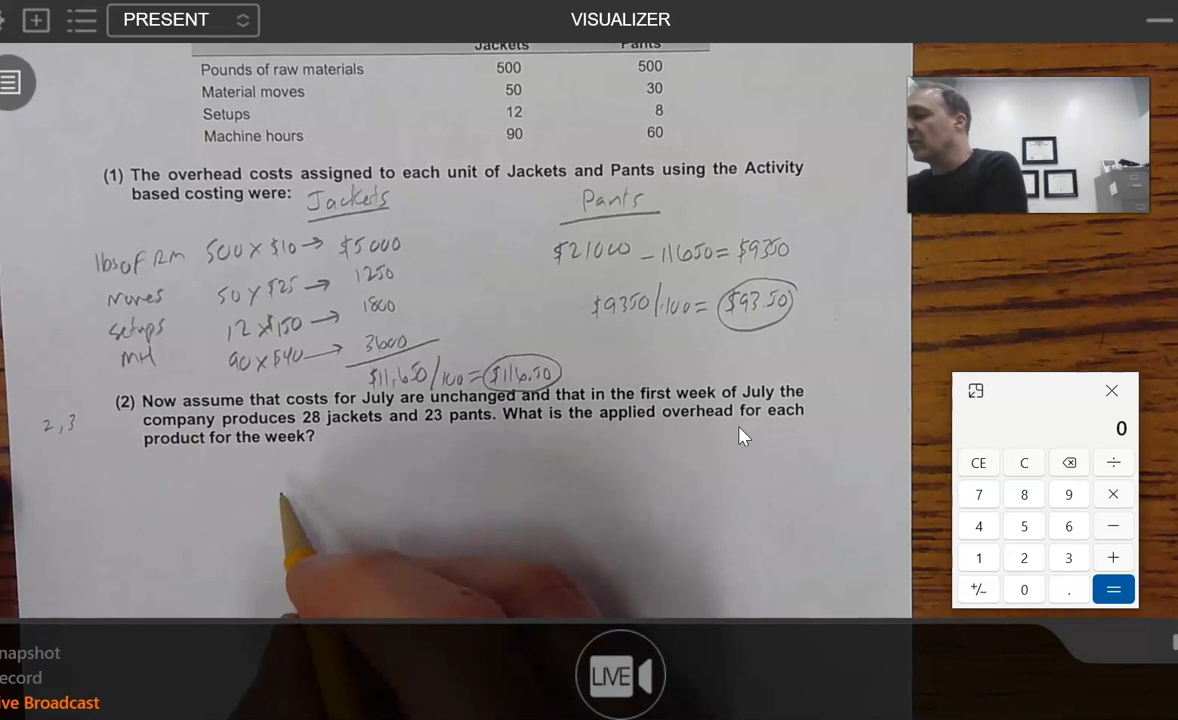 PRESENT
VISUALIZER
Jackets Pants
Pounds of raw materials 500 500
Material moves 50 30
Setups 12 8
Machine hours 90 60
(1) The overhead costs assigned to each unit of Jackets and Pants using the Activity
based costing were:
Jackets
Pants
lbs of RM 500 x $10 → $5000
moves 50 x $25 → 1250
setups 12 x $150 → 1800
MH 90 x $40 → 3600
$11,650/100 = $116.50
$21000 - 11650 = $9350
$9350/100 = $93.50
(2) Now assume that costs for July are unchanged and that in the first week of July the
company produces 28 jackets and 23 pants. What is the applied overhead for each
product for the week?
2,3
0
CE C ⌫ ÷
7 8 9 ×
4 5 6 −
1 2 3 +
+/− 0 . =
napshot
ecord
ive Broadcast
LIVE